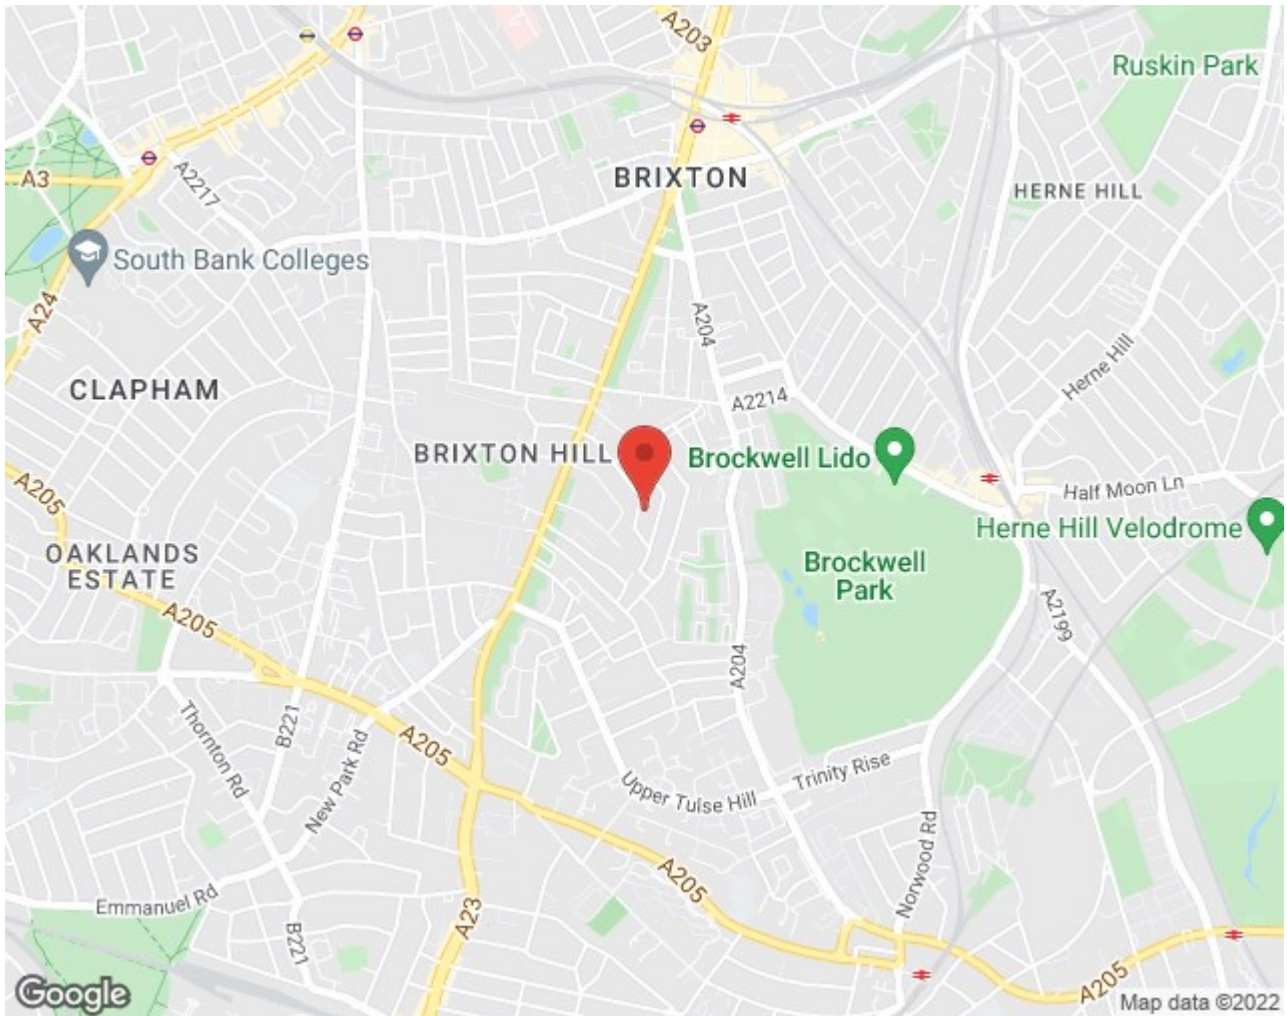 A203
Ruskin Park
BRIXTON
A3
A2217
HERNE HILL
South Bank Colleges
A24
A204
Herne Hill
CLAPHAM
A2214
BRIXTON HILL
Brockwell Lido
A205
Half Moon Ln
Herne Hill Velodrome
OAKLANDS
ESTATE
Brockwell
Park
A205
A2199
A204
Thornton Rd
B221
New Park Rd
A205
Upper Tulse Hill
Trinity Rise
Norwood Rd
A205
Emmanuel Rd
A23
B221
A205
Google
Map data ©2022